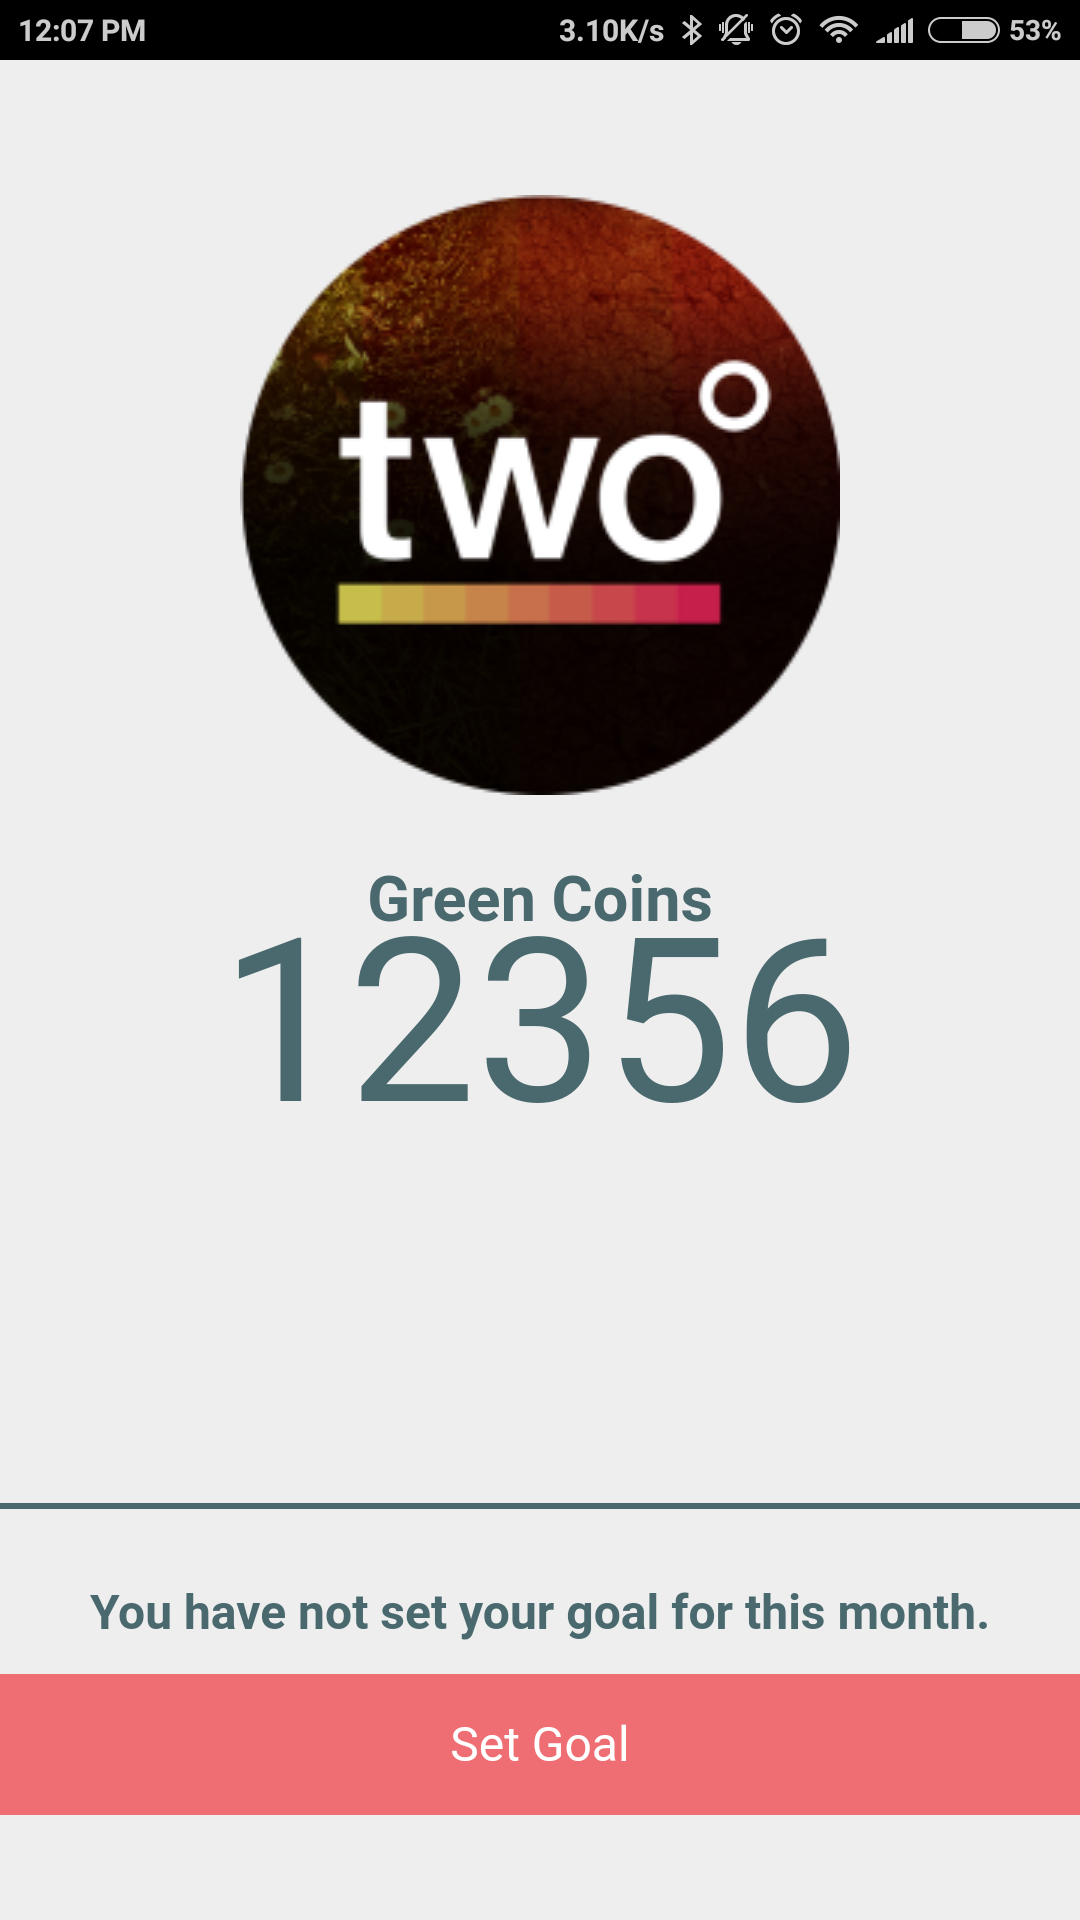 12:07 PM 3.10K/s 53%
two°
Green Coins
12356
You have not set your goal for this month.
Set Goal